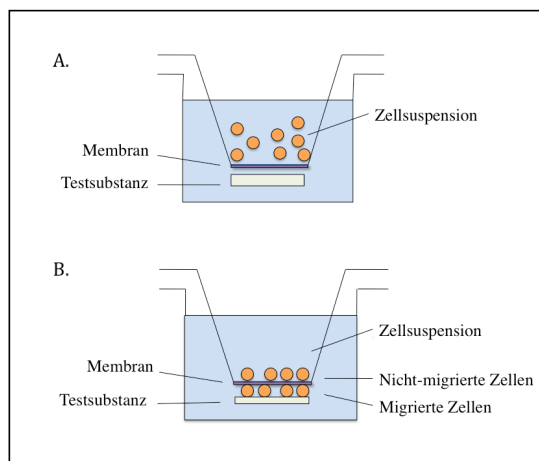 A.
Zellsuspension
Membran
Testsubstanz
B.
Zellsuspension
Membran
Nicht-migrierte Zellen
Testsubstanz
Migrierte Zellen